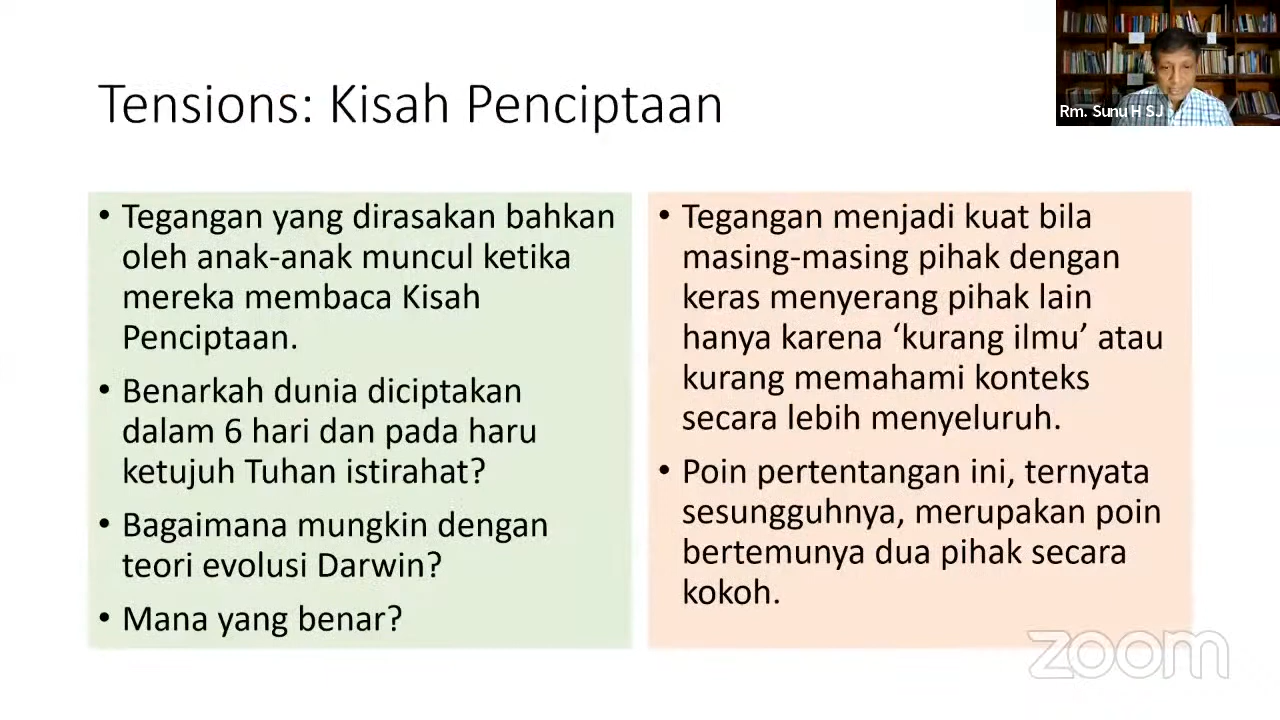 Tensions: Kisah Penciptaan
Rm. Sunu H SJ
• Tegangan yang dirasakan bahkan
oleh anak-anak muncul ketika
mereka membaca Kisah
Penciptaan.
• Benarkah dunia diciptakan
dalam 6 hari dan pada haru
ketujuh Tuhan istirahat?
• Bagaimana mungkin dengan
teori evolusi Darwin?
• Mana yang benar?
• Tegangan menjadi kuat bila
masing-masing pihak dengan
keras menyerang pihak lain
hanya karena ‘kurang ilmu’ atau
kurang memahami konteks
secara lebih menyeluruh.
• Poin pertentangan ini, ternyata
sesungguhnya, merupakan poin
bertemunya dua pihak secara
kokoh.
zoom